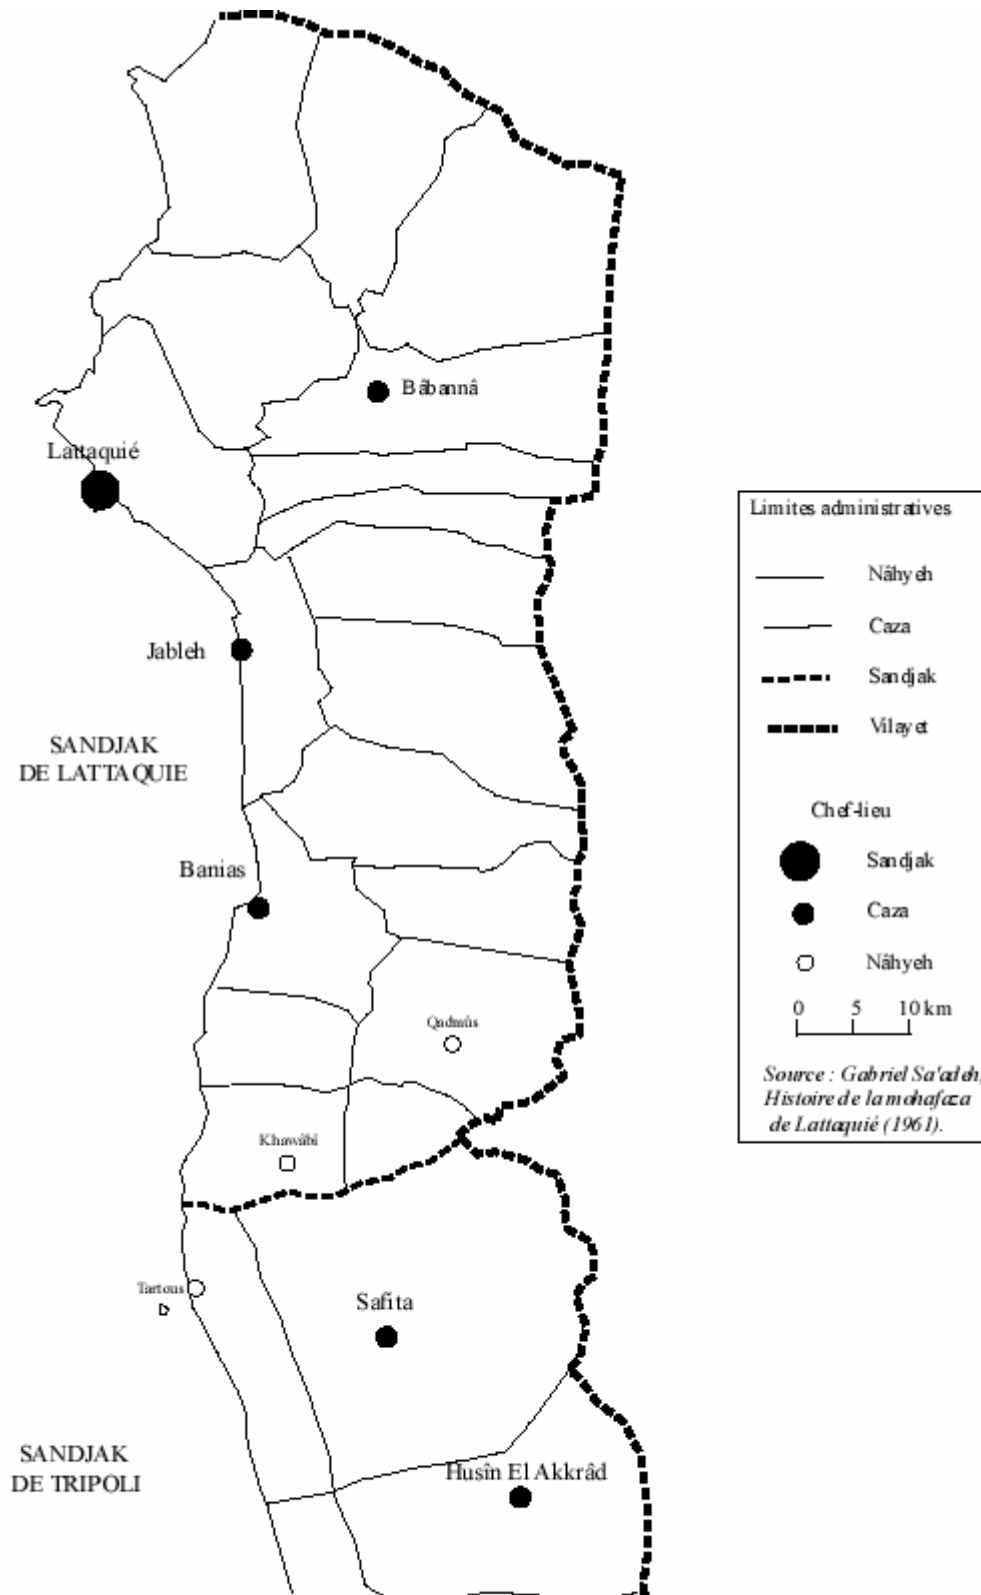 Bâbannâ
Lattaquié
Jableh
SANDJAK
DE LATTAQUIE
Banias
Qadmûs
Khawâbî
Tartous
Safita
SANDJAK
DE TRIPOLI
Husîn El Akkrâd
Limites administratives
Nâhyeh
Caza
Sandjak
Vilayet
Chef-lieu
Sandjak
Caza
Nâhyeh
0 5 10 km
Source : Gabriel Sa'adeh,
Histoire de la mohafaza
de Lattaquié (1961).